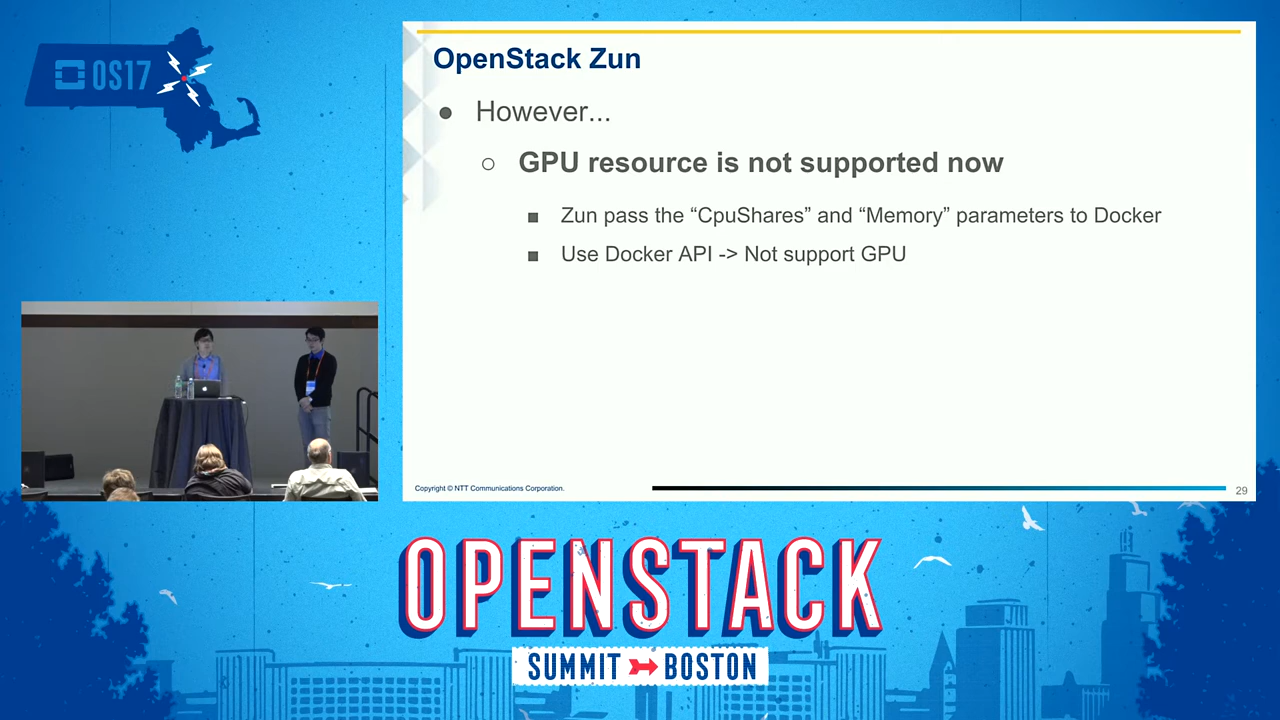 OS17
OpenStack Zun
● However...
○ GPU resource is not supported now
■ Zun pass the “CpuShares” and “Memory” parameters to Docker
■ Use Docker API -> Not support GPU
Copyright © NTT Communications Corporation.
29
OPENSTACK
SUMMIT BOSTON